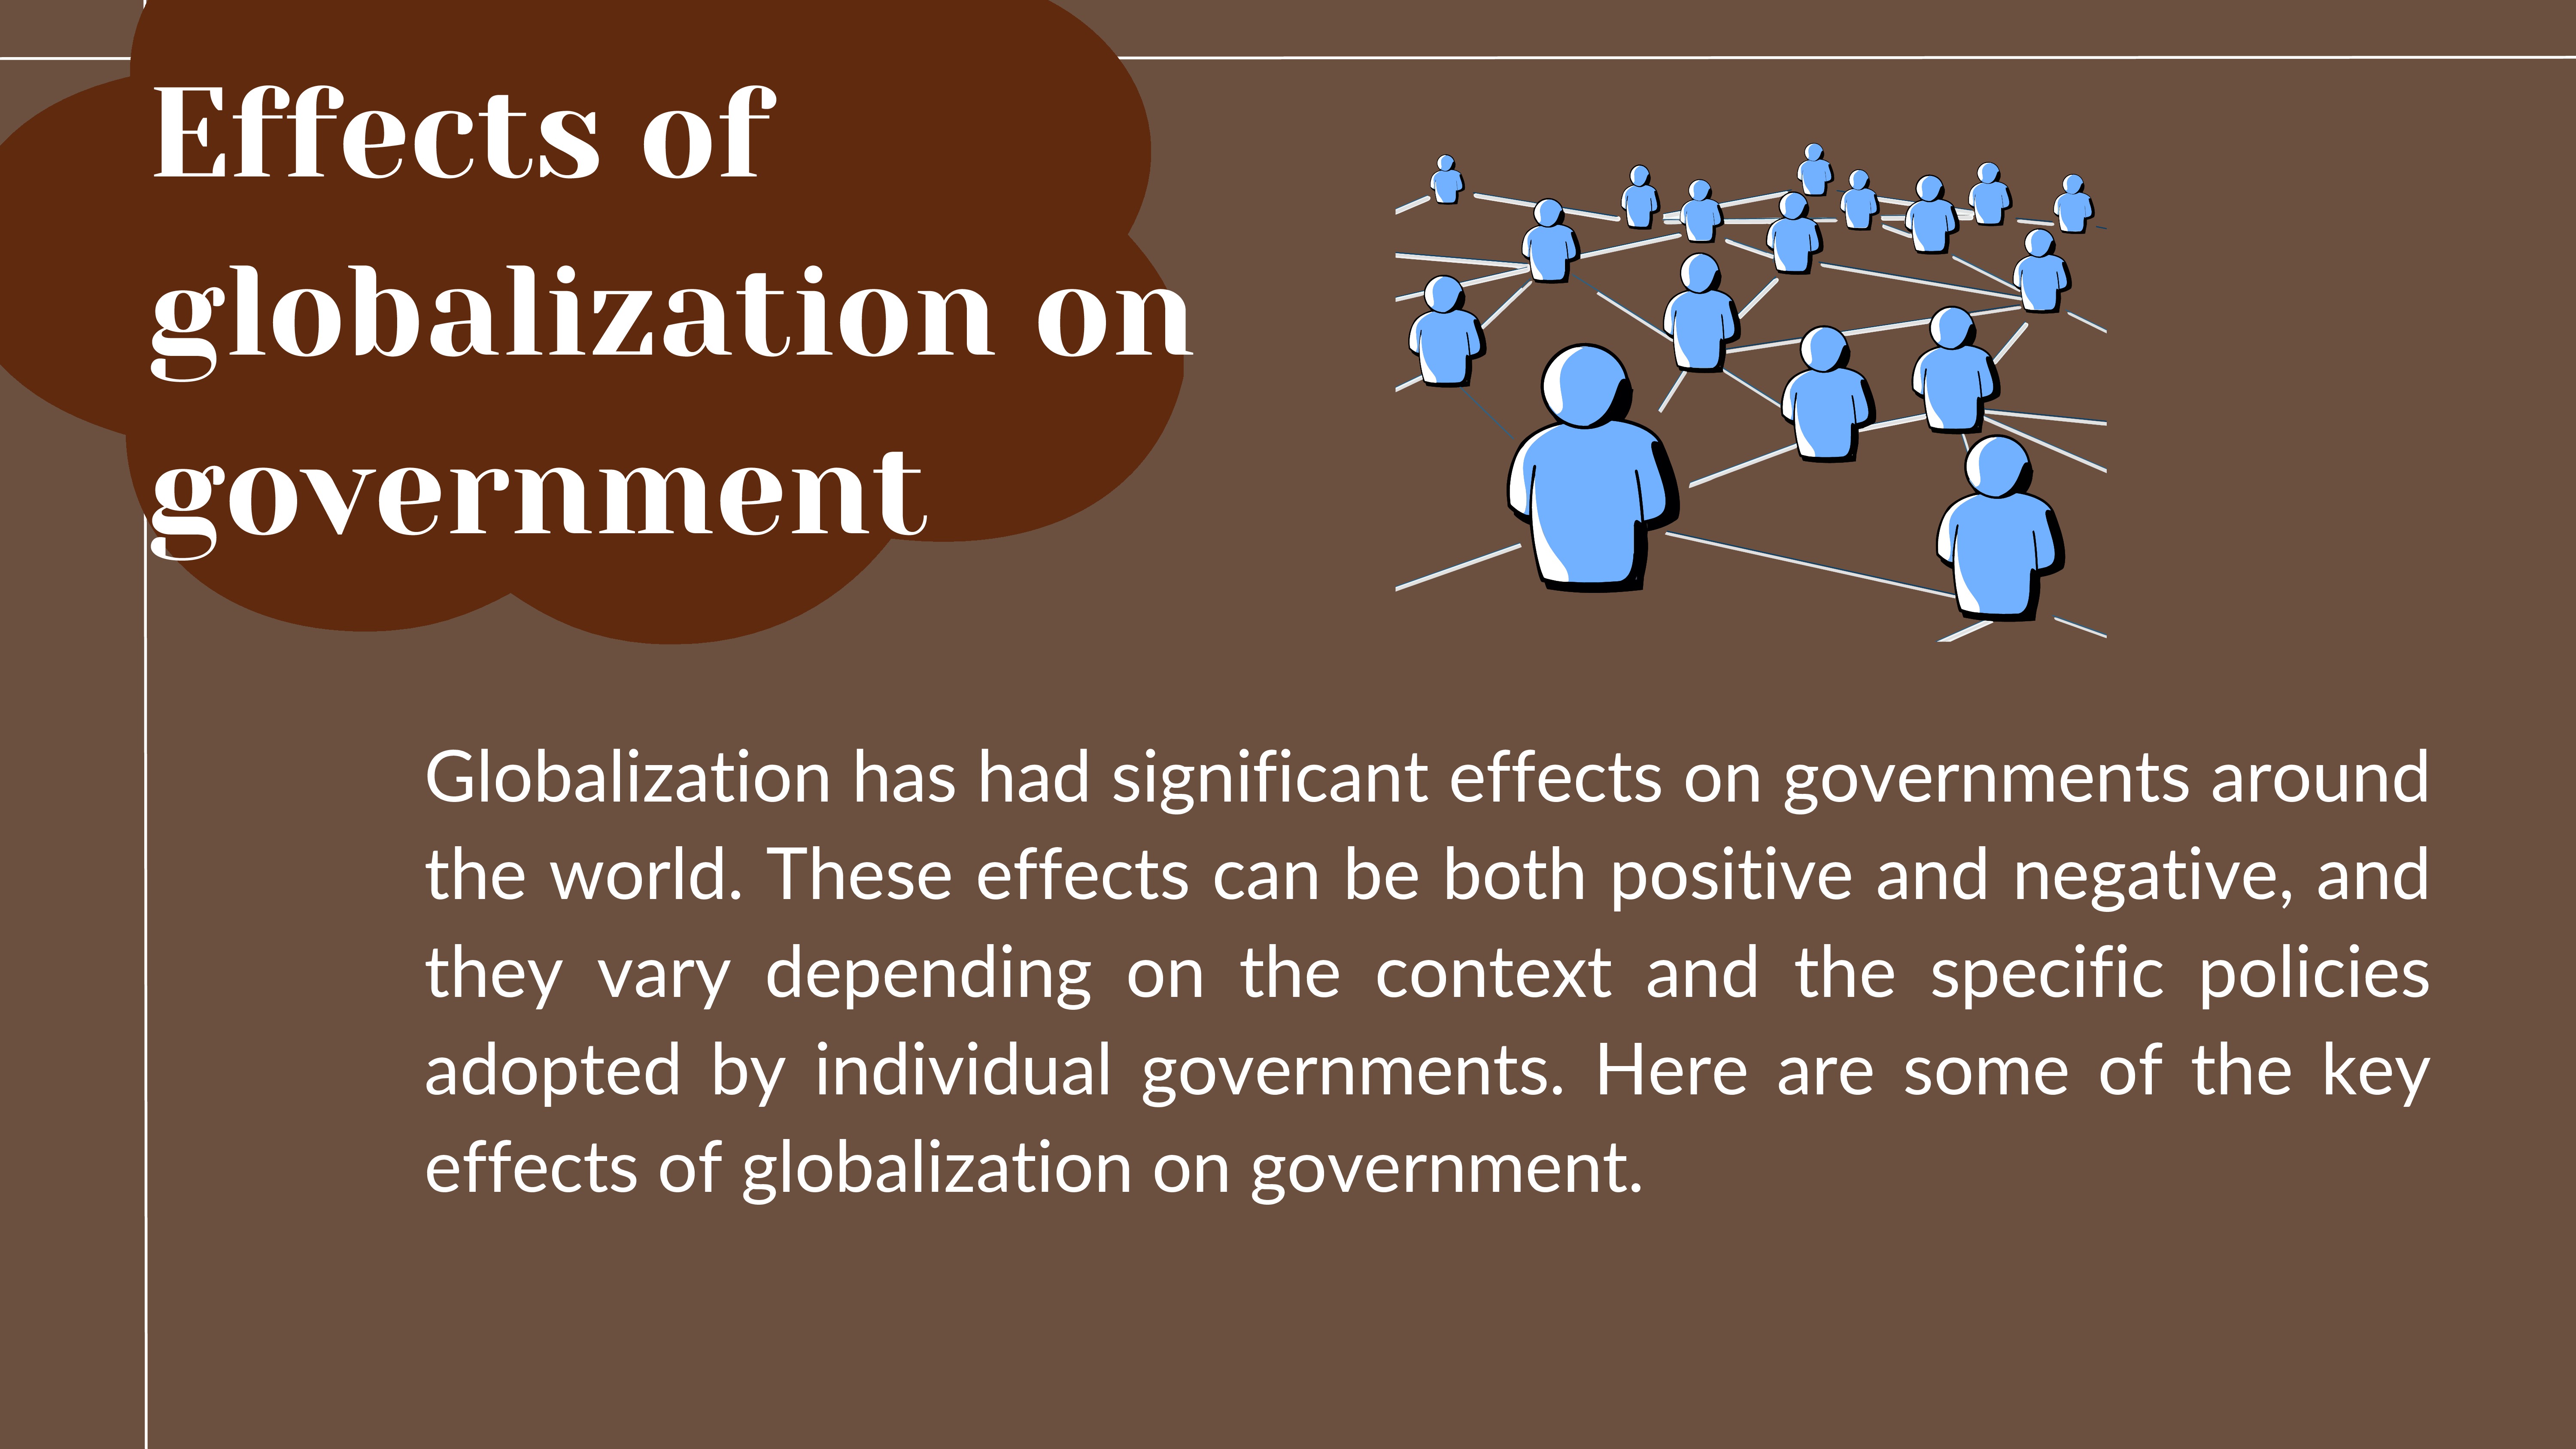 Effects of
globalization on
government
Globalization has had significant effects on governments around
the world. These effects can be both positive and negative, and
they vary depending on the context and the specific policies
adopted by individual governments. Here are some of the key
effects of globalization on government.